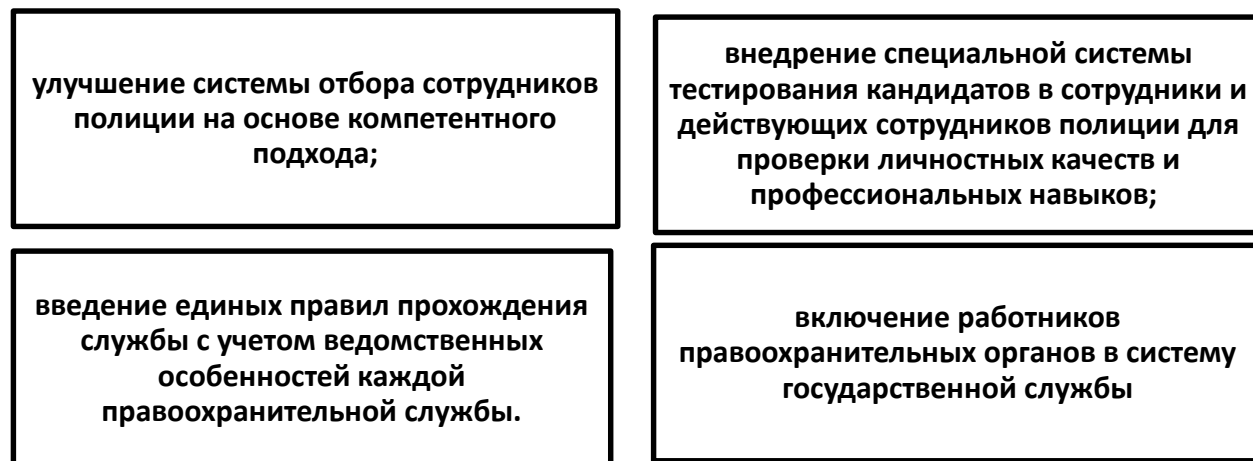 улучшение системы отбора сотрудников
полиции на основе компетентного
подхода;
внедрение специальной системы
тестирования кандидатов в сотрудники и
действующих сотрудников полиции для
проверки личностных качеств и
профессиональных навыков;
введение единых правил прохождения
службы с учетом ведомственных
особенностей каждой
правоохранительной службы.
включение работников
правоохранительных органов в систему
государственной службы